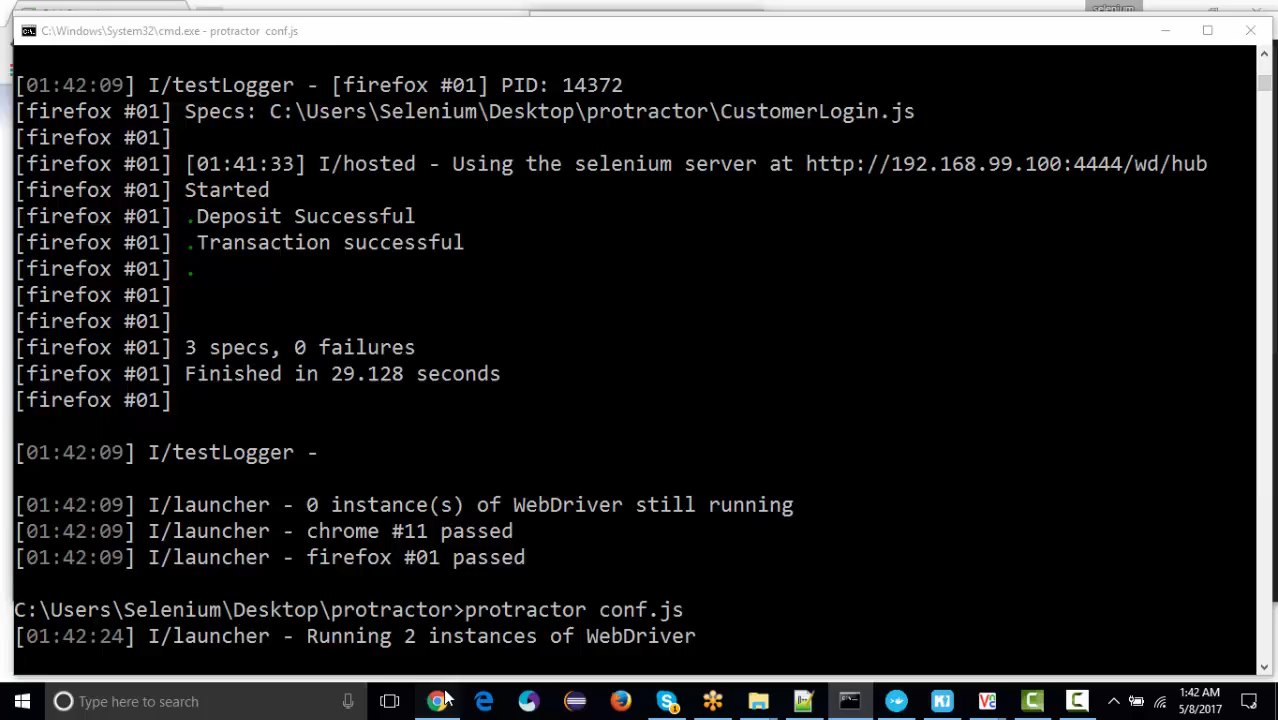 selenium
C:\Windows\System32\cmd.exe - protractor conf.js
[01:42:09] I/testLogger - [firefox #01] PID: 14372
[firefox #01] Specs: C:\Users\Selenium\Desktop\protractor\CustomerLogin.js
[firefox #01]
[firefox #01] [01:41:33] I/hosted - Using the selenium server at http://192.168.99.100:4444/wd/hub
[firefox #01] Started
[firefox #01] .Deposit Successful
[firefox #01] .Transaction successful
[firefox #01] .
[firefox #01]
[firefox #01]
[firefox #01] 3 specs, 0 failures
[firefox #01] Finished in 29.128 seconds
[firefox #01]
[01:42:09] I/testLogger -
[01:42:09] I/launcher - 0 instance(s) of WebDriver still running
[01:42:09] I/launcher - chrome #11 passed
[01:42:09] I/launcher - firefox #01 passed
C:\Users\Selenium\Desktop\protractor>protractor conf.js
[01:42:24] I/launcher - Running 2 instances of WebDriver
Type here to search
1:42 AM
5/8/2017